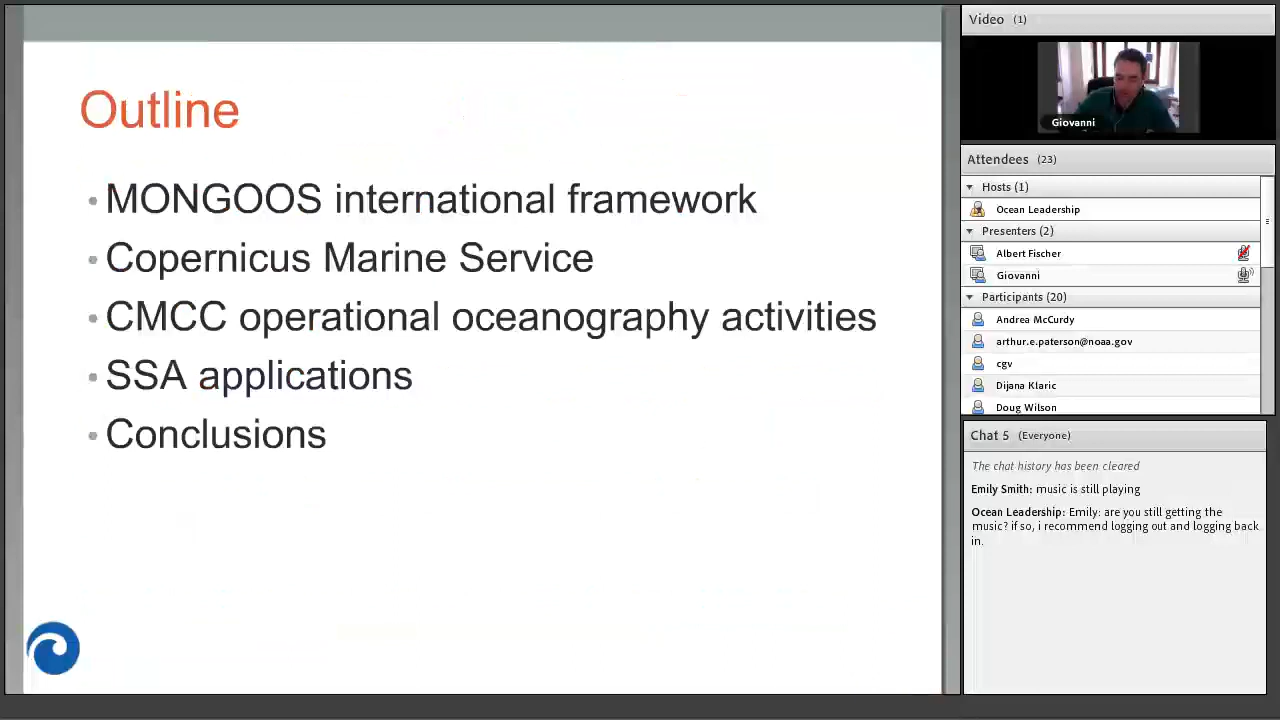 Outline
• MONGOOS international framework
• Copernicus Marine Service
• CMCC operational oceanography activities
• SSA applications
• Conclusions
Video (1)
Giovanni
Attendees (23)
Hosts (1)
Ocean Leadership
Presenters (2)
Albert Fischer
Giovanni
Participants (20)
Andrea McCurdy
arthur.e.paterson@noaa.gov
cgv
Dijana Klaric
Doug Wilson
Chat 5 (Everyone)
The chat history has been cleared
Emily Smith: music is still playing
Ocean Leadership: Emily: are you still getting the
music? if so, i recommend logging out and logging back
in.